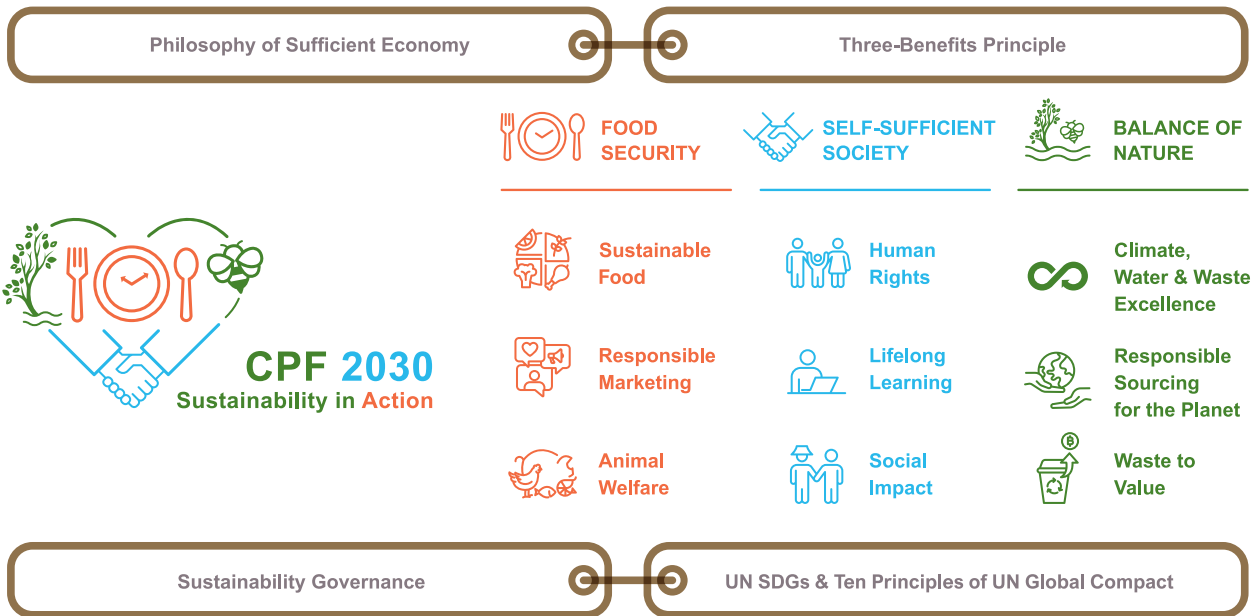 Philosophy of Sufficient Economy
Three-Benefits Principle
FOOD
SECURITY
SELF-SUFFICIENT
SOCIETY
BALANCE OF
NATURE
CPF 2030
Sustainability in Action
Sustainable
Food
Human
Rights
Climate,
Water & Waste
Excellence
Responsible
Marketing
Lifelong
Learning
Responsible
Sourcing
for the Planet
Animal
Welfare
Social
Impact
Waste to
Value
Sustainability Governance
UN SDGs & Ten Principles of UN Global Compact